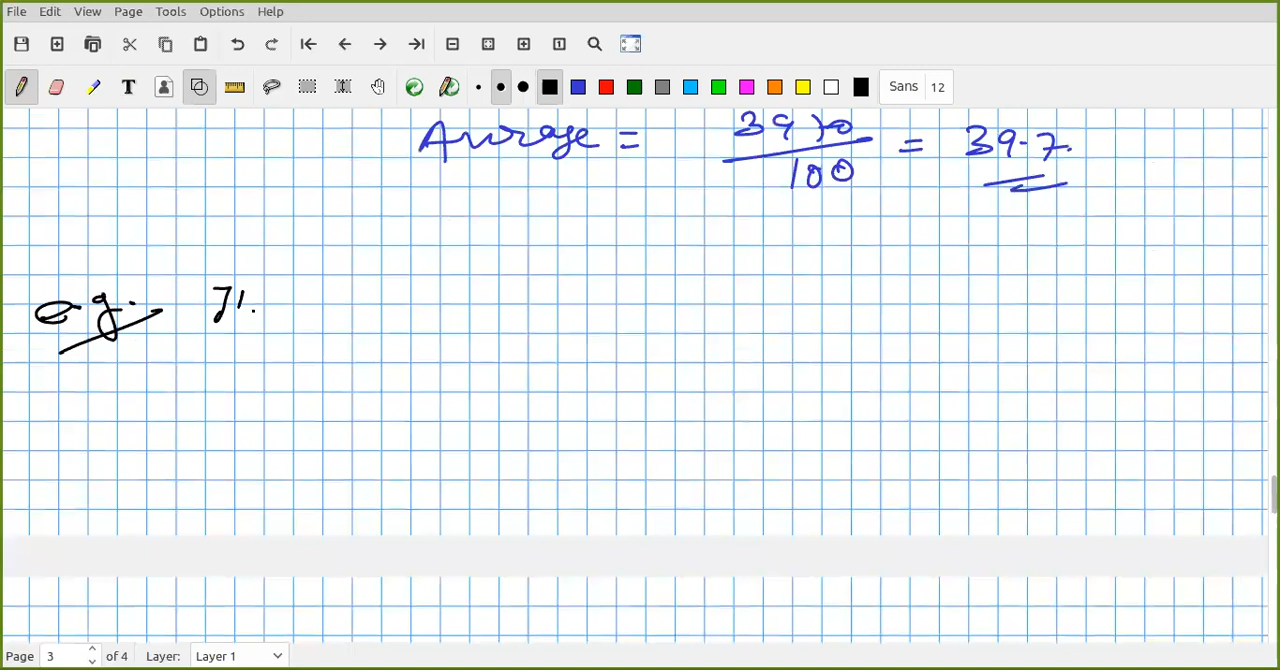 File Edit View Page Tools Options Help
Sans 12
Average = 3970 / 100 = 39.7.
eg:
Page 3 of 4 Layer: Layer 1